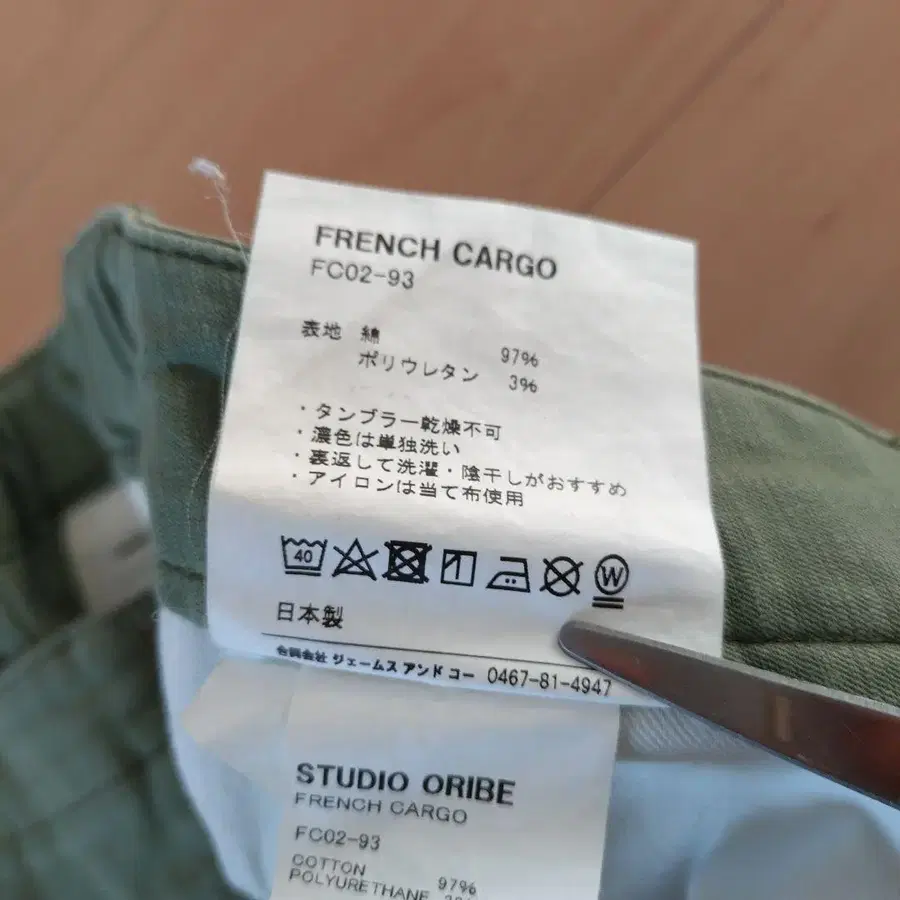 FRENCH CARGO
FC02-93
表地 綿 97%
ポリウレタン 3%
・タンブラー乾燥不可
・濃色は単独洗い
・裏返して洗濯・陰干しがおすすめ
・アイロンは当て布使用
40
W
日本製
合同会社 ジェームス アンド コー 0467-81-4947
STUDIO ORIBE
FRENCH CARGO
FC02-93
COTTON 97%
POLYURETHANE